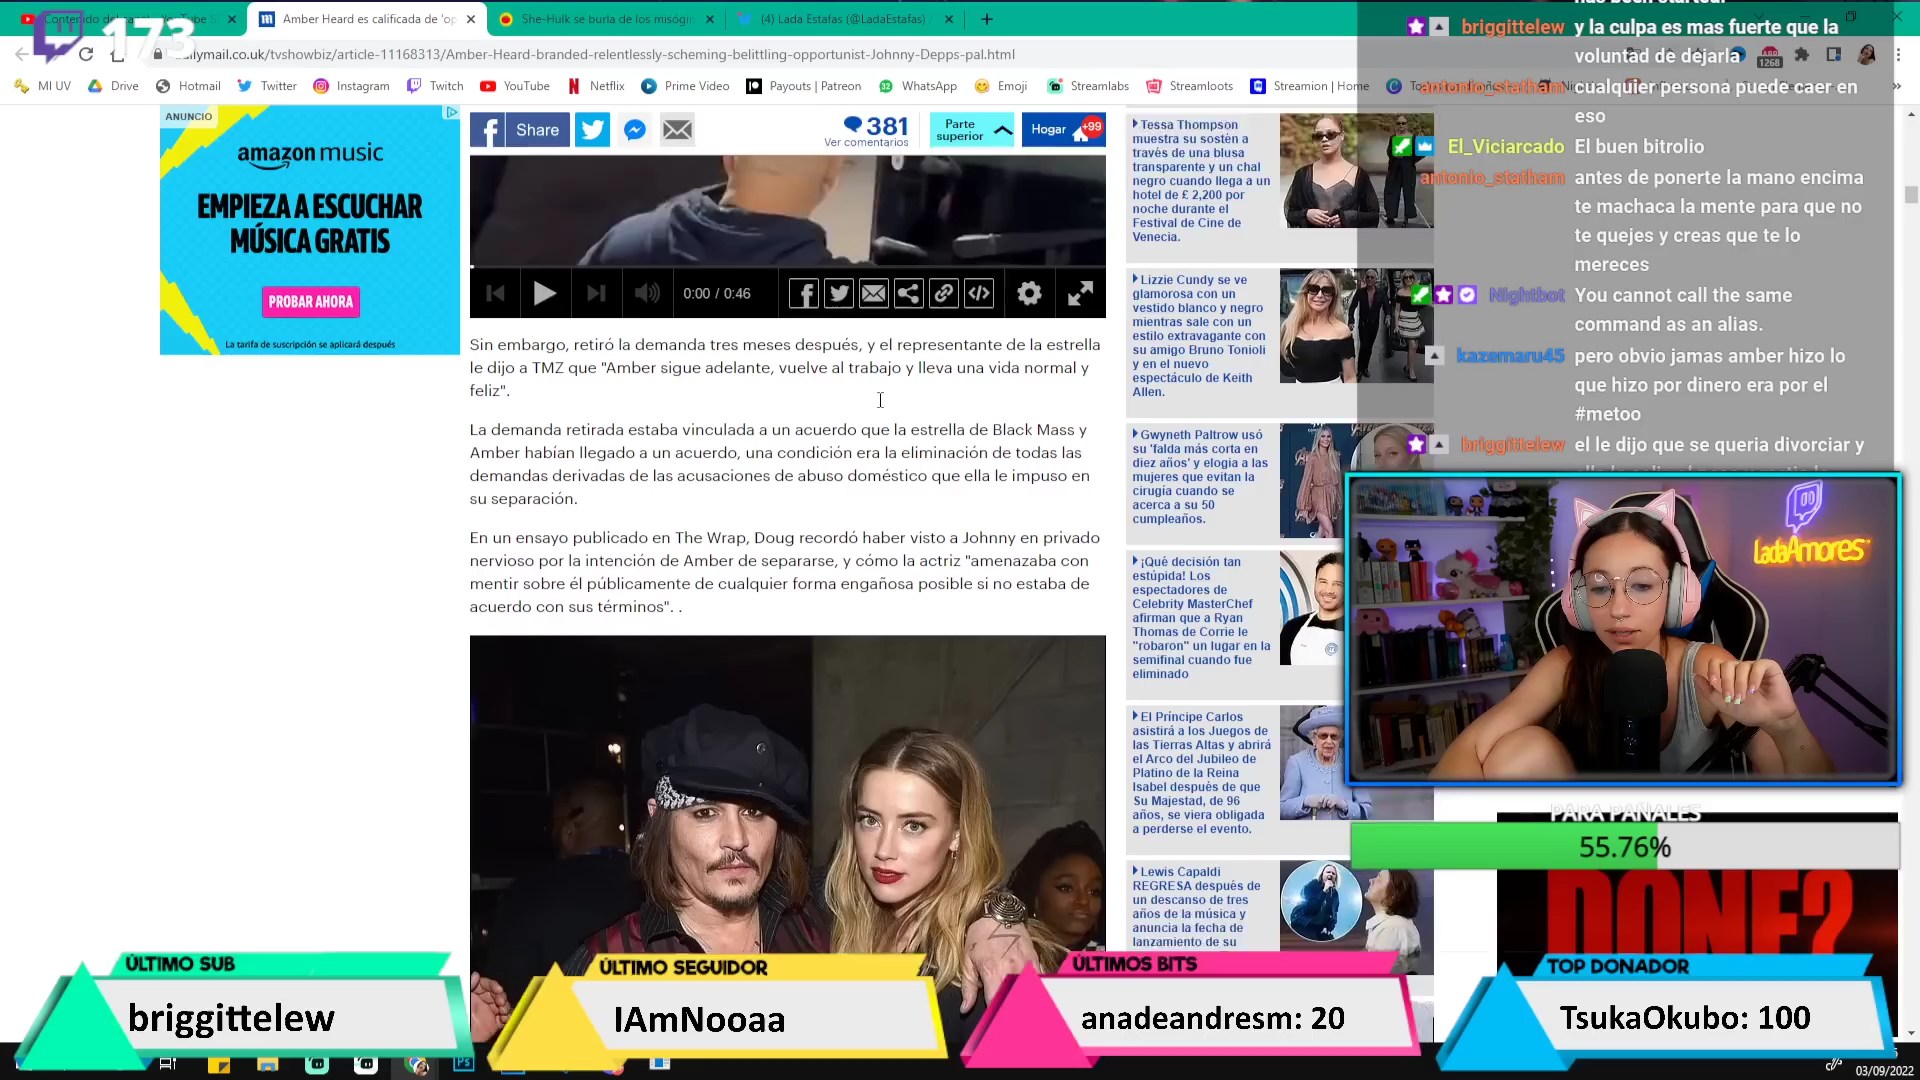 Amber Heard es calificada de 'op
She-Hulk se burla de los misógin
(4) Lada Estafas (@LadaEstafas)
173
llymail.co.uk/tvshowbiz/article-11168313/Amber-Heard-branded-relentlessly-scheming-belittling-opportunist-Johnny-Depps-pal.html
1268
MI UV
Drive
Hotmail
Twitter
Instagram
Twitch
YouTube
Netflix
Prime Video
Payouts | Patreon
WhatsApp
Emoji
Streamlabs
Streamloots
Streamion | Home
ANUNCIO
amazon music
EMPIEZA A ESCUCHAR
MÚSICA GRATIS
PROBAR AHORA
La tarifa de suscripción se aplicará después
Share
381
Ver comentarios
Parte
superior
Hogar
+99
0:00 / 0:46
Sin embargo, retiró la demanda tres meses después, y el representante de la estrella
le dijo a TMZ que "Amber sigue adelante, vuelve al trabajo y lleva una vida normal y
feliz".
La demanda retirada estaba vinculada a un acuerdo que la estrella de Black Mass y
Amber habían llegado a un acuerdo, una condición era la eliminación de todas las
demandas derivadas de las acusaciones de abuso doméstico que ella le impuso en
su separación.
En un ensayo publicado en The Wrap, Doug recordó haber visto a Johnny en privado
nervioso por la intención de Amber de separarse, y cómo la actriz "amenazaba con
mentir sobre él públicamente de cualquier forma engañosa posible si no estaba de
acuerdo con sus términos". .
Tessa Thompson
muestra su sostén a
través de una blusa
transparente y un chal
negro cuando llega a un
hotel de £ 2,200 por
noche durante el
Festival de Cine de
Venecia.
Lizzie Cundy se ve
glamorosa con un
vestido blanco y negro
mientras sale con un
estilo extravagante con
su amigo Bruno Tonioli
y en el nuevo
espectáculo de Keith
Allen.
Gwyneth Paltrow usó
su 'falda más corta en
diez años' y elogia a las
mujeres que evitan la
cirugía cuando se
acerca a su 50
cumpleaños.
¡Qué decisión tan
estúpida! Los
espectadores de
Celebrity MasterChef
afirman que a Ryan
Thomas de Corrie le
"robaron" un lugar en la
semifinal cuando fue
eliminado
El Príncipe Carlos
asistirá a los Juegos de
las Tierras Altas y abrirá
el Arco del Jubileo de
Platino de la Reina
Isabel después de que
Su Majestad, de 96
años, se viera obligada
a perderse el evento.
Lewis Capaldi
REGRESA después de
un descanso de tres
años de la música y
anuncia la fecha de
lanzamiento de su
briggittelew y la culpa es mas fuerte que la
voluntad de dejarla
antonio_statham cualquier persona puede caer en
eso
El_Viciarcado El buen bitrolio
antonio_statham antes de ponerte la mano encima
te machaca la mente para que no
te quejes y creas que te lo
mereces
Nightbot You cannot call the same
command as an alias.
kazemaru45 pero obvio jamas amber hizo lo
que hizo por dinero era por el
#metoo
briggittelew el le dijo que se queria divorciar y
LadaAmores
PARA PAÑALES
55.76%
DONE?
ÚLTIMO SUB
briggittelew
ÚLTIMO SEGUIDOR
IAmNooaa
ÚLTIMOS BITS
anadeandresm: 20
TOP DONADOR
TsukaOkubo: 100
03/09/2022